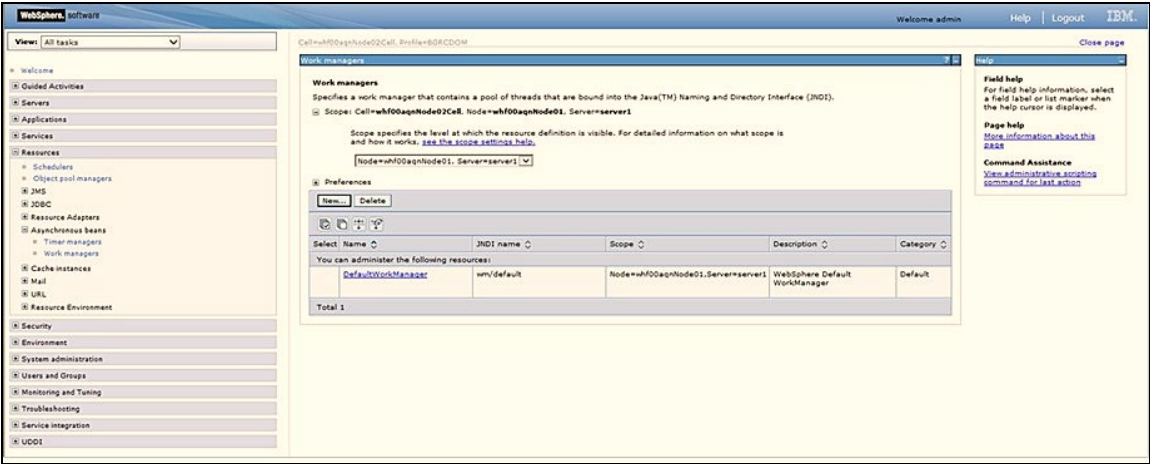 WebSphere. software
Welcome admin
Help | Logout
IBM.
View: All tasks
Cell=whf00aqnNode02Cell, Profile=BGRCDOM
Close page
Welcome
Guided Activities
Servers
Applications
Services
Resources
Schedulers
Object pool managers
JMS
JDBC
Resource Adapters
Asynchronous beans
Timer managers
Work managers
Cache instances
Mail
URL
Resource Environment
Security
Environment
System administration
Users and Groups
Monitoring and Tuning
Troubleshooting
Service integration
UDDI
Work managers
?
Work managers
Specifies a work manager that contains a pool of threads that are bound into the Java(TM) Naming and Directory Interface (JNDI).
Scope: Cell=whf00aqnNode02Cell, Node=whf00aqnNode01, Server=server1
Scope specifies the level at which the resource definition is visible. For detailed information on what scope is
and how it works, see the scope settings help.
Node=whf00aqnNode01, Server=server1
Preferences
New... Delete
Select Name JNDI name Scope Description Category
You can administer the following resources:
DefaultWorkManager wm/default Node=whf00aqnNode01,Server=server1 WebSphere Default Default
WorkManager
Total 1
Help
Field help
For field help information, select
a field label or list marker when
the help cursor is displayed.
Page help
More information about this
page
Command Assistance
View administrative scripting
command for last action